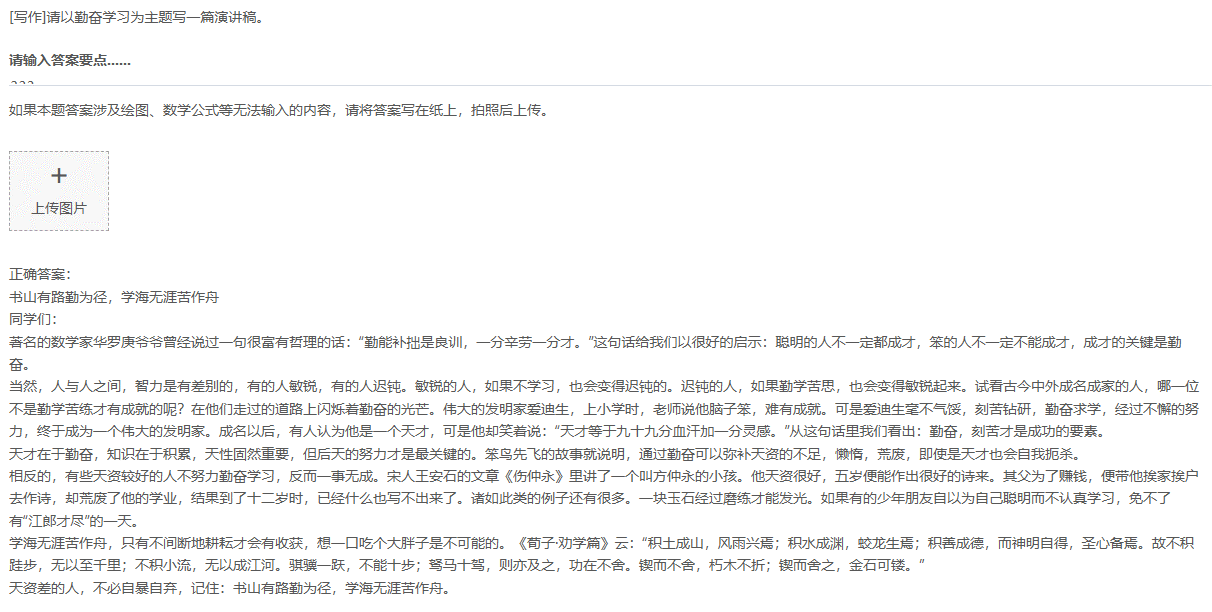 [写作]请以勤奋学习为主题写一篇演讲稿。
请输入答案要点......
如果本题答案涉及绘图、数学公式等无法输入的内容，请将答案写在纸上，拍照后上传。
+
上传图片
正确答案：
书山有路勤为径，学海无涯苦作舟
同学们：
著名的数学家华罗庚爷爷曾经说过一句很富有哲理的话：“勤能补拙是良训，一分辛劳一分才。”这句话给我们以很好的启示：聪明的人不一定都成才，笨的人不一定不能成才，成才的关键是勤
奋。
当然，人与人之间，智力是有差别的，有的人敏锐，有的人迟钝。敏锐的人，如果不学习，也会变得迟钝的。迟钝的人，如果勤学苦思，也会变得敏锐起来。试看古今中外成名成家的人，哪一位
不是勤学苦练才有成就的呢？在他们走过的道路上闪烁着勤奋的光芒。伟大的发明家爱迪生，上小学时，老师说他脑子笨，难有成就。可是爱迪生毫不气馁，刻苦钻研，勤奋求学，经过不懈的努
力，终于成为一个伟大的发明家。成名以后，有人认为他是一个天才，可是他却笑着说：“天才等于九十九分血汗加一分灵感。”从这句话里我们看出：勤奋，刻苦才是成功的要素。
天才在于勤奋，知识在于积累，天性固然重要，但后天的努力才是最关键的。笨鸟先飞的故事就说明，通过勤奋可以弥补天资的不足，懒惰，荒废，即使是天才也会自我扼杀。
相反的，有些天资较好的人不努力勤奋学习，反而一事无成。宋人王安石的文章《伤仲永》里讲了一个叫方仲永的小孩。他天资很好，五岁便能作出很好的诗来。其父为了赚钱，便带他挨家挨户
去作诗，却荒废了他的学业，结果到了十二岁时，已经什么也写不出来了。诸如此类的例子还有很多。一块玉石经过磨练才能发光。如果有的少年朋友自以为自己聪明而不认真学习，免不了
有“江郎才尽”的一天。
学海无涯苦作舟，只有不间断地耕耘才会有收获，想一口吃个大胖子是不可能的。《荀子·劝学篇》云：“积土成山，风雨兴焉；积水成渊，蛟龙生焉；积善成德，而神明自得，圣心备焉。故不积
跬步，无以至千里；不积小流，无以成江河。骐骥一跃，不能十步；驽马十驾，则亦及之，功在不舍。锲而不舍，朽木不折；锲而舍之，金石可镂。”
天资差的人，不必自暴自弃，记住：书山有路勤为径，学海无涯苦作舟。